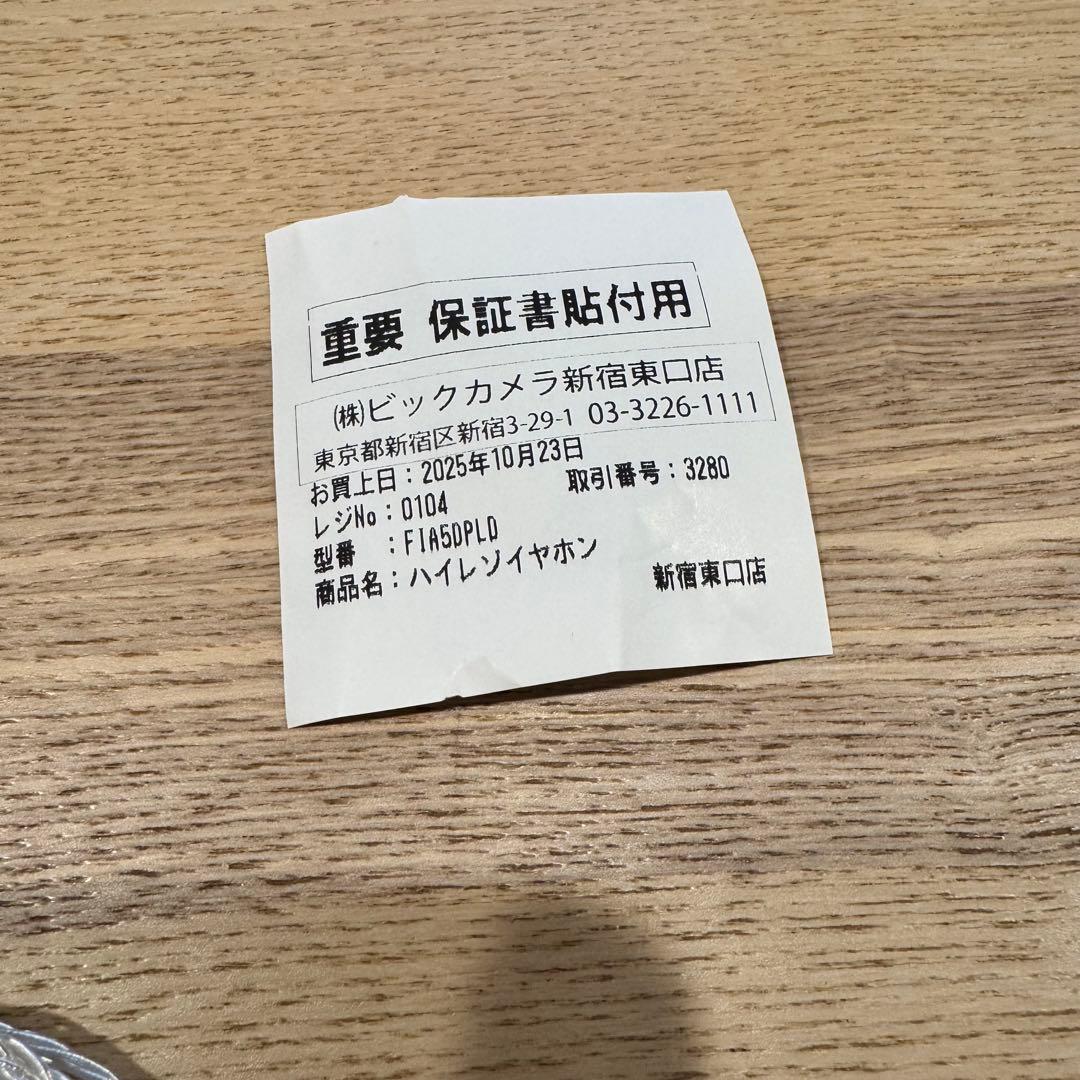 重要 保証書貼付用
㈱ビックカメラ新宿東口店
東京都新宿区新宿3-29-1 03-3226-1111
お買上日：2025年10月23日
レジNo：0104 取引番号：3280
型番 ：FIA5DPLD
商品名：ハイレゾイヤホン
新宿東口店